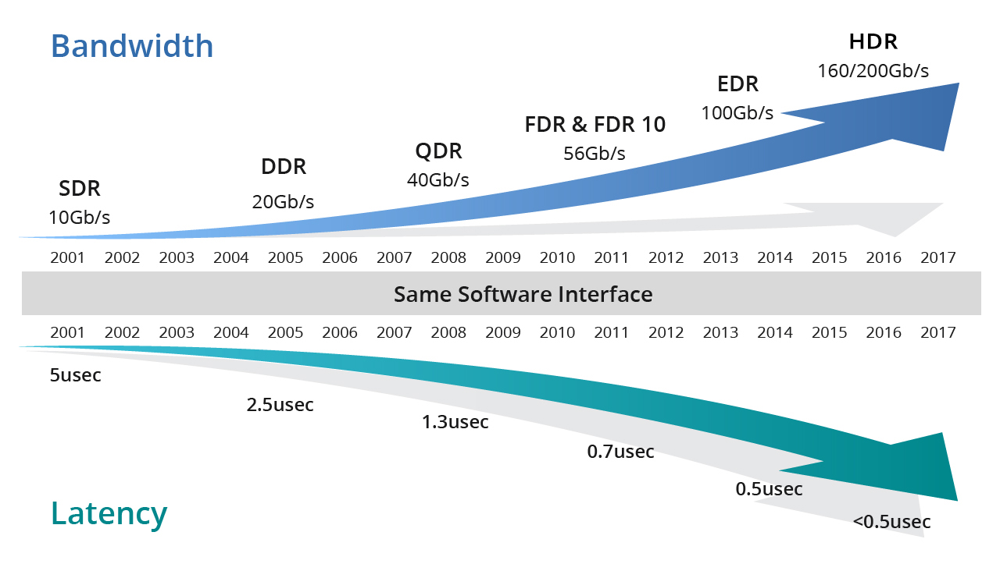 Bandwidth
HDR
160/200Gb/s
EDR
100Gb/s
FDR & FDR 10
56Gb/s
QDR
40Gb/s
DDR
20Gb/s
SDR
10Gb/s
2001 2002 2003 2004 2005 2006 2007 2008 2009 2010 2011 2012 2013 2014 2015 2016 2017
Same Software Interface
2001 2002 2003 2004 2005 2006 2007 2008 2009 2010 2011 2012 2013 2014 2015 2016 2017
5usec
2.5usec
1.3usec
0.7usec
0.5usec
<0.5usec
Latency